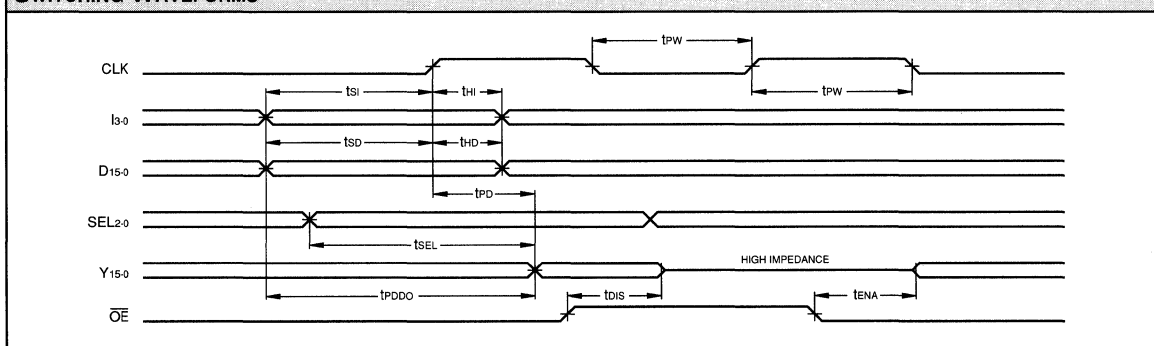 SWITCHING WAVEFORMS
tPW
CLK
tSI
tHI
tPW
I3-0
tSD
tHD
D15-0
tPD
SEL2-0
tSEL
HIGH IMPEDANCE
Y15-0
tPDDO
tDIS
tENA
OE